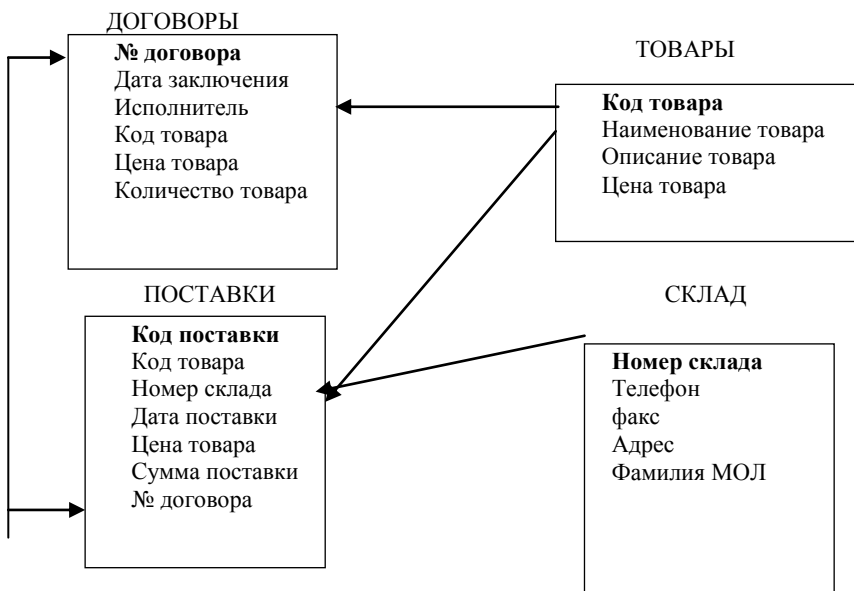 ДОГОВОРЫ
№ договора
Дата заключения
Исполнитель
Код товара
Цена товара
Количество товара
ТОВАРЫ
Код товара
Наименование товара
Описание товара
Цена товара
ПОСТАВКИ
Код поставки
Код товара
Номер склада
Дата поставки
Цена товара
Сумма поставки
№ договора
СКЛАД
Номер склада
Телефон
факс
Адрес
Фамилия МОЛ